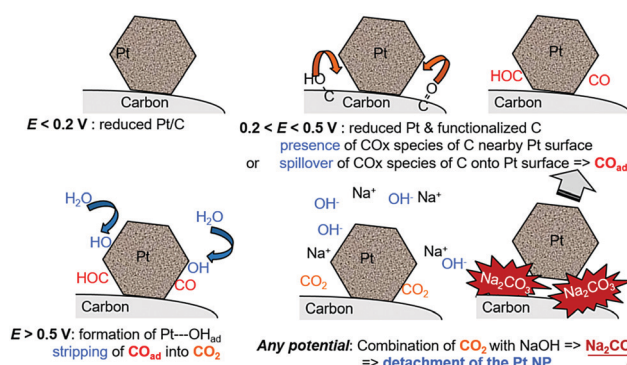 Pt
Carbon
E < 0.2 V : reduced Pt/C
HO
C
O
C
Carbon
HOC
CO
Carbon
0.2 < E < 0.5 V : reduced Pt & functionalized C
presence of COx species of C nearby Pt surface
or spillover of COx species of C onto Pt surface => COad
H2O
H2O
HO
Pt
OH
HOC
CO
Carbon
E > 0.5 V: formation of Pt---OHad
stripping of COad into CO2
Na+
OH-
OH-
Na+
OH-
Na+
Pt
Na+
OH-
CO2
CO2
Carbon
Pt
Na2CO3
Na2CO3
Carbon
Any potential: Combination of CO2 with NaOH => Na2CO
=> detachment of the Pt NP